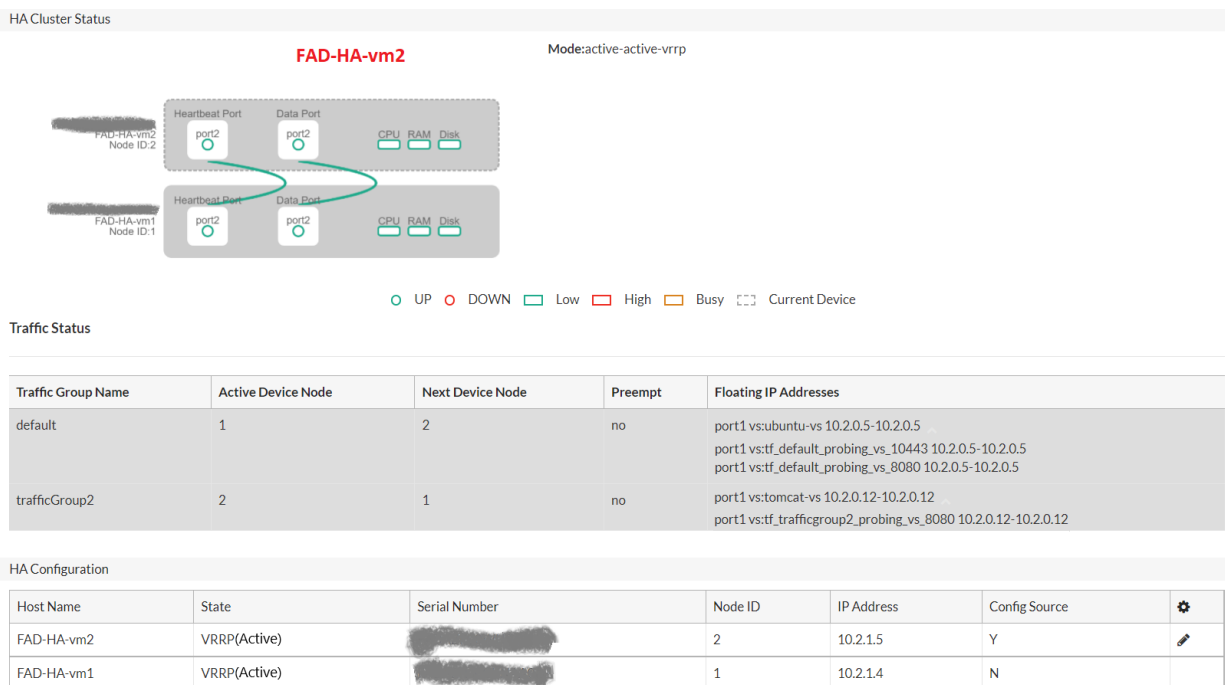 HA Cluster Status
FAD-HA-vm2
Mode:active-active-vrrp
Heartbeat Port Data Port
FAD-HA-vm2 port2 port2 CPU RAM Disk
Node ID:2
Heartbeat Port Data Port
FAD-HA-vm1 port2 port2 CPU RAM Disk
Node ID:1
UP DOWN Low High Busy Current Device
Traffic Status
Traffic Group Name Active Device Node Next Device Node Preempt Floating IP Addresses
default 1 2 no port1 vs:ubuntu-vs 10.2.0.5-10.2.0.5
port1 vs:tf_default_probing_vs_10443 10.2.0.5-10.2.0.5
port1 vs:tf_default_probing_vs_8080 10.2.0.5-10.2.0.5
trafficGroup2 2 1 no port1 vs:tomcat-vs 10.2.0.12-10.2.0.12
port1 vs:tf_trafficgroup2_probing_vs_8080 10.2.0.12-10.2.0.12
HA Configuration
Host Name State Serial Number Node ID IP Address Config Source
FAD-HA-vm2 VRRP(Active) 2 10.2.1.5 Y
FAD-HA-vm1 VRRP(Active) 1 10.2.1.4 N